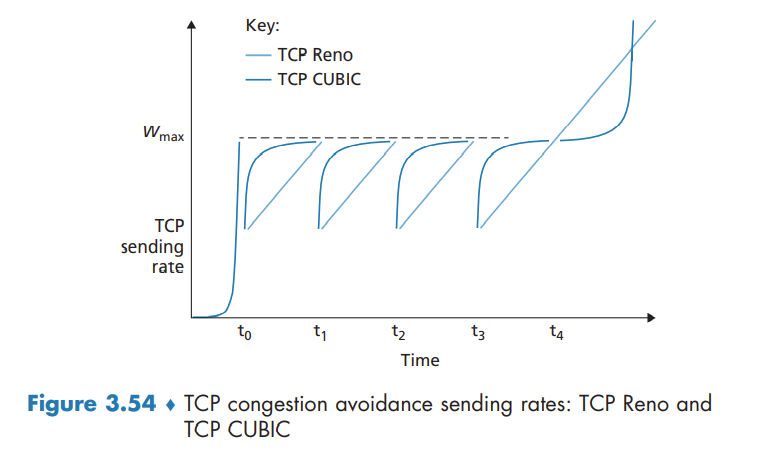 Key:
TCP Reno
TCP CUBIC
Wmax
TCP
sending
rate
t0 t1 t2 t3 t4
Time
Figure 3.54 ♦ TCP congestion avoidance sending rates: TCP Reno and
TCP CUBIC